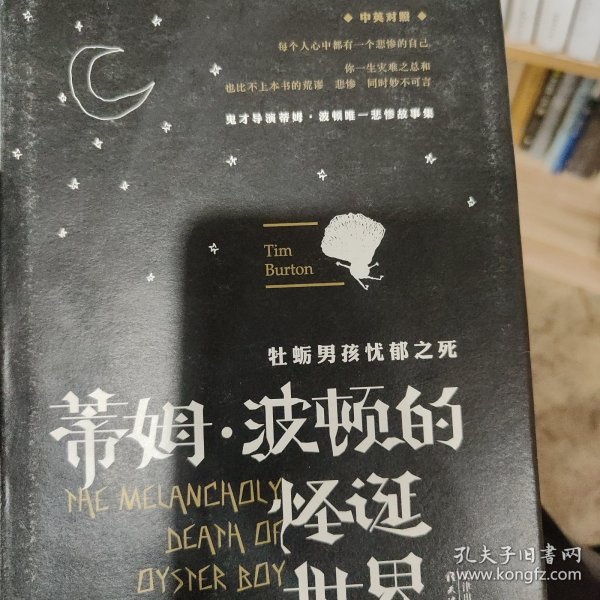 中英对照
每个人心中都有一个悲惨的自己
你一生灾难之总和
也比不上本书的荒谬 悲惨 同时妙不可言
鬼才导演蒂姆·波顿唯一悲惨故事集
Tim
Burton
牡蛎男孩忧郁之死
蒂姆·波顿的
怪诞
世界
THE MELANCHOLY
DEATH OF
OYSTER BOY
孔夫子旧书网
www.kongfz.com